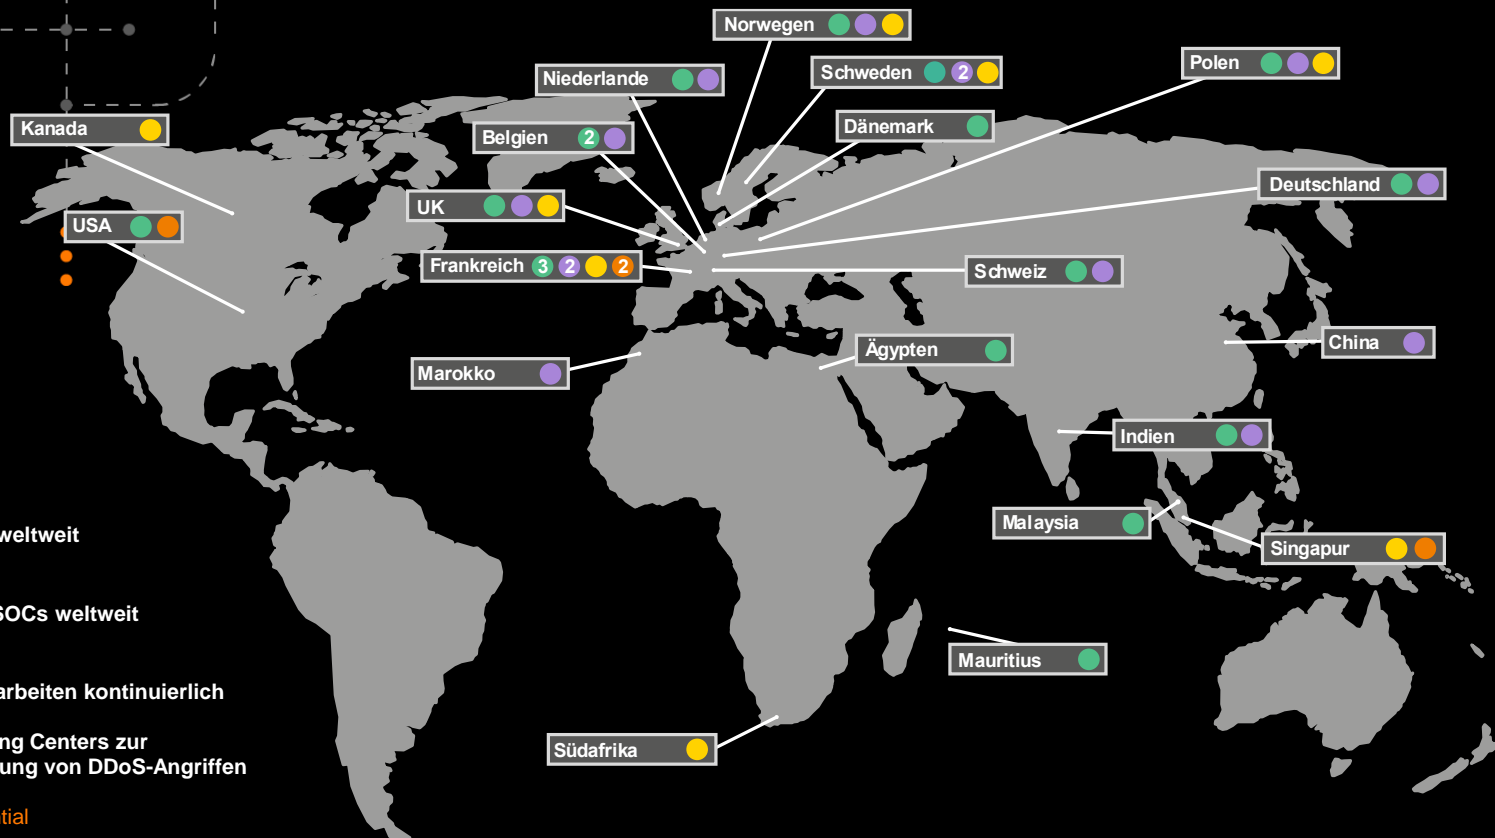 Norwegen
Schweden 2
Polen
Niederlande
Kanada
Belgien 2
Dänemark
Deutschland
UK
USA
Frankreich 3 2 2
Schweiz
China
Ägypten
Marokko
Indien
Malaysia
Singapur
weltweit
SOCs weltweit
Mauritius
arbeiten kontinuierlich
ng Centers zur
ung von DDoS-Angriffen
Südafrika
tial